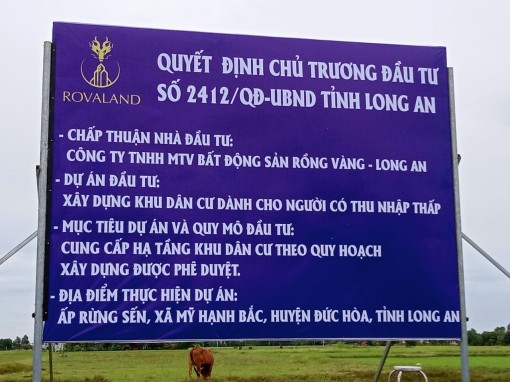 ROVALAND
QUYẾT ĐỊNH CHỦ TRƯƠNG ĐẦU TƯ
SỐ 2412/QĐ-UBND TỈNH LONG AN
- CHẤP THUẬN NHÀ ĐẦU TƯ:
CÔNG TY TNHH MTV BẤT ĐỘNG SẢN RỒNG VÀNG - LONG AN
- DỰ ÁN ĐẦU TƯ:
XÂY DỰNG KHU DÂN CƯ DÀNH CHO NGƯỜI CÓ THU NHẬP THẤP
- MỤC TIÊU DỰ ÁN VÀ QUY MÔ ĐẦU TƯ:
CUNG CẤP HẠ TẦNG KHU DÂN CƯ THEO QUY HOẠCH
XÂY DỰNG ĐƯỢC PHÊ DUYỆT.
- ĐỊA ĐIỂM THỰC HIỆN DỰ ÁN:
ẤP RỪNG SẾN, XÃ MỸ HẠNH BẮC, HUYỆN ĐỨC HÒA, TỈNH LONG AN